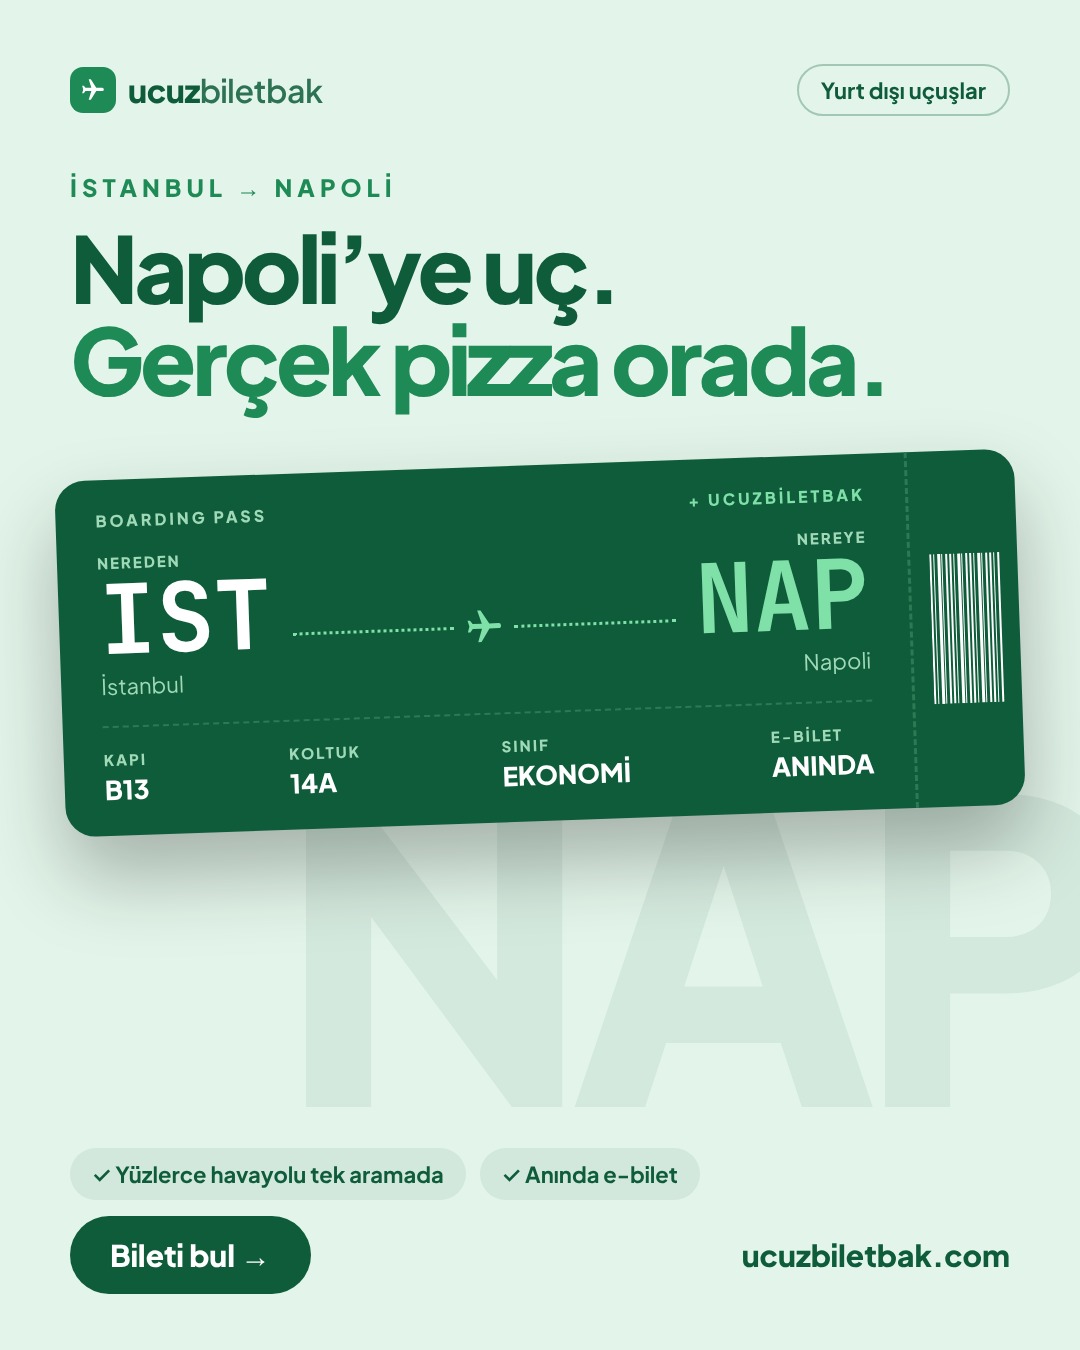 ucuzbiletbak
Yurt dışı uçuşlar
İSTANBUL → NAPOLİ
Napoli’ye uç.
Gerçek pizza orada.
BOARDING PASS
+ UCUZBİLETBAK
NEREDEN
NEREYE
IST
NAP
İstanbul
Napoli
KAPI
KOLTUK
SINIF
E-BİLET
B13
14A
EKONOMİ
ANINDA
NAP
✓ Yüzlerce havayolu tek aramada
✓ Anında e-bilet
Bileti bul →
ucuzbiletbak.com